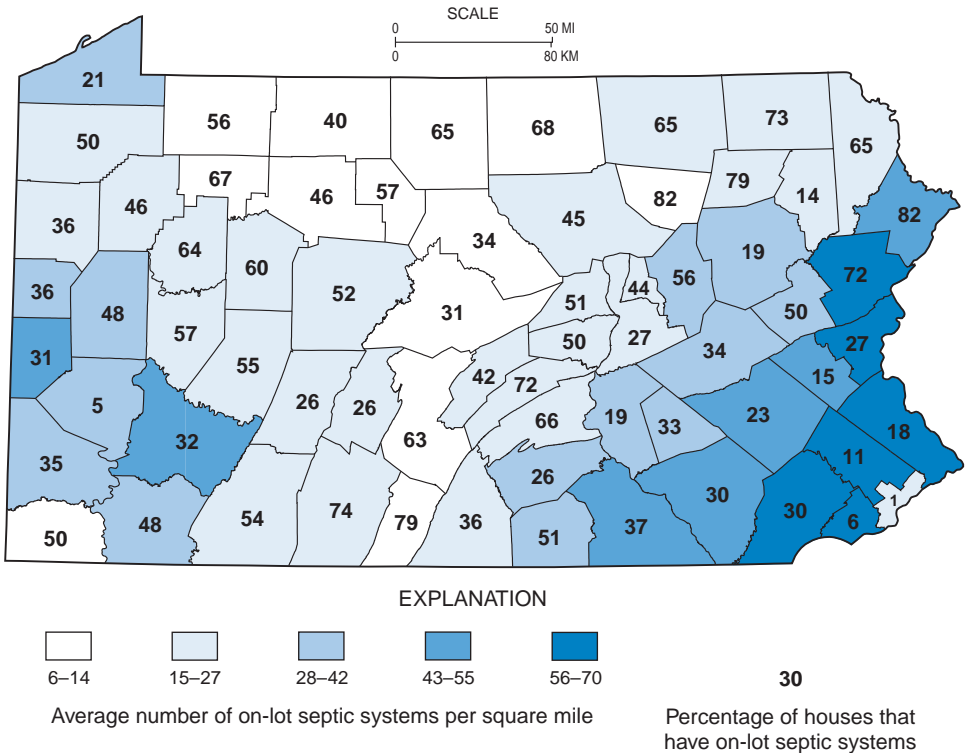 SCALE
0 50 MI
0 80 KM
21
56 40 65 68 65 73
50 65
67 46 57 82 79 14
36 46 45 82
64 34 19
60 72
36 48 52 31 51 44 56 50
31 57 55 50 27 34 27
5 26 26 42 72 15
32 66 19 33 23
35 63 18
26 11
50 48 54 74 79 36 51 37 30 30 6 1
EXPLANATION
6–14 15–27 28–42 43–55 56–70
Average number of on-lot septic systems per square mile
30
Percentage of houses that
have on-lot septic systems